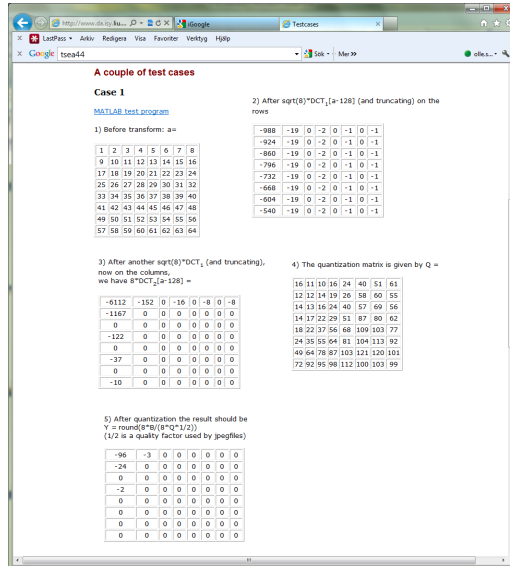 http://www.da.isy.liu....
iGoogle
Testcases
LastPass
Arkiv Redigera Visa Favoriter Verktyg Hjälp
Google tsea44 Sök Mer» olle.s...
A couple of test cases
Case 1
MATLAB test program
1) Before transform: a=
1 2 3 4 5 6 7 8
9 10 11 12 13 14 15 16
17 18 19 20 21 22 23 24
25 26 27 28 29 30 31 32
33 34 35 36 37 38 39 40
41 42 43 44 45 46 47 48
49 50 51 52 53 54 55 56
57 58 59 60 61 62 63 64
2) After sqrt(8)*DCT1[a-128] (and truncating) on the
rows
-988 -19 0 -2 0 -1 0 -1
-924 -19 0 -2 0 -1 0 -1
-860 -19 0 -2 0 -1 0 -1
-796 -19 0 -2 0 -1 0 -1
-732 -19 0 -2 0 -1 0 -1
-668 -19 0 -2 0 -1 0 -1
-604 -19 0 -2 0 -1 0 -1
-540 -19 0 -2 0 -1 0 -1
3) After another sqrt(8)*DCT1 (and truncating),
now on the columns,
we have 8*DCT2[a-128] =
-6112 -152 0 -16 0 -8 0 -8
-1167 0 0 0 0 0 0 0
0 0 0 0 0 0 0 0
-122 0 0 0 0 0 0 0
0 0 0 0 0 0 0 0
-37 0 0 0 0 0 0 0
0 0 0 0 0 0 0 0
-10 0 0 0 0 0 0 0
4) The quantization matrix is given by Q =
16 11 10 16 24 40 51 61
12 12 14 19 26 58 60 55
14 13 16 24 40 57 69 56
14 17 22 29 51 87 80 62
18 22 37 56 68 109 103 77
24 35 55 64 81 104 113 92
49 64 78 87 103 121 120 101
72 92 95 98 112 100 103 99
5) After quantization the result should be
Y = round(8*B/(8*Q*1/2))
(1/2 is a quality factor used by jpegfiles)
-96 -3 0 0 0 0 0 0
-24 0 0 0 0 0 0 0
0 0 0 0 0 0 0 0
-2 0 0 0 0 0 0 0
0 0 0 0 0 0 0 0
0 0 0 0 0 0 0 0
0 0 0 0 0 0 0 0
0 0 0 0 0 0 0 0